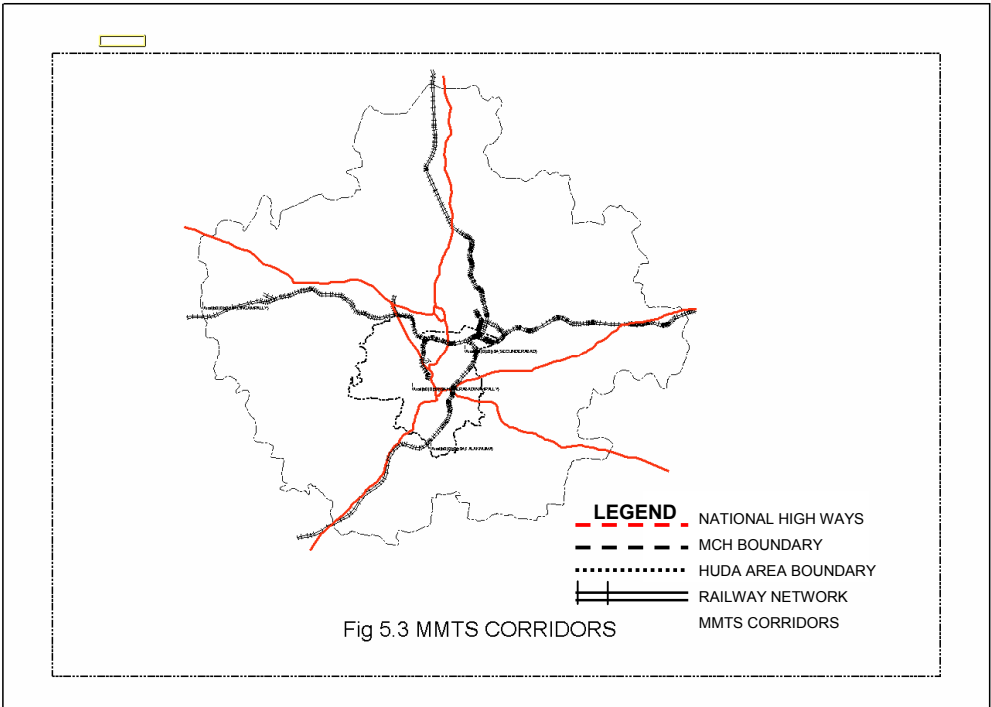 LEGEND
NATIONAL HIGH WAYS
MCH BOUNDARY
HUDA AREA BOUNDARY
RAILWAY NETWORK
MMTS CORRIDORS
Fig 5.3 MMTS CORRIDORS